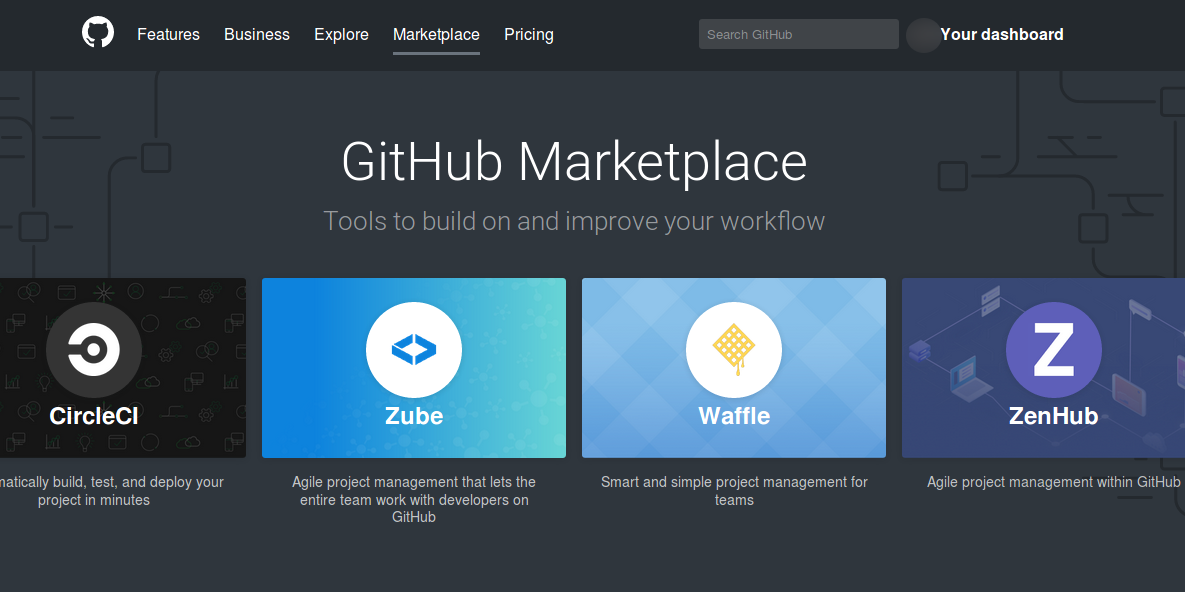 Features Business Explore Marketplace Pricing Search GitHub Your dashboard
GitHub Marketplace
Tools to build on and improve your workflow
CircleCI
Zube
Waffle
Z
ZenHub
matically build, test, and deploy your
project in minutes
Agile project management that lets the
entire team work with developers on
GitHub
Smart and simple project management for
teams
Agile project management within GitHub